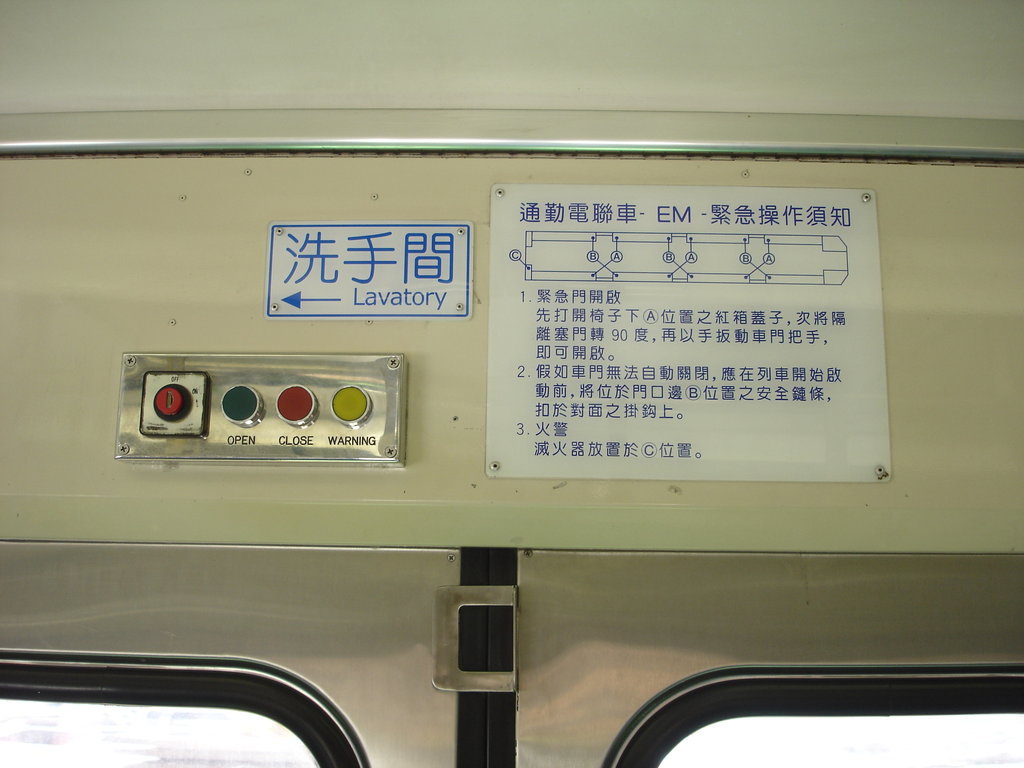 洗手間
Lavatory
OFF
ON
OPEN
CLOSE
WARNING
通勤電聯車- EM -緊急操作須知
C
B A
B A
B A
1. 緊急門開啟
先打開椅子下Ⓐ位置之紅箱蓋子,次將隔
離塞門轉 90 度,再以手扳動車門把手,
即可開啟。
2. 假如車門無法自動關閉,應在列車開始啟
動前,將位於門口邊Ⓑ位置之安全鏈條,
扣於對面之掛鈎上。
3. 火警
滅火器放置於Ⓒ位置。